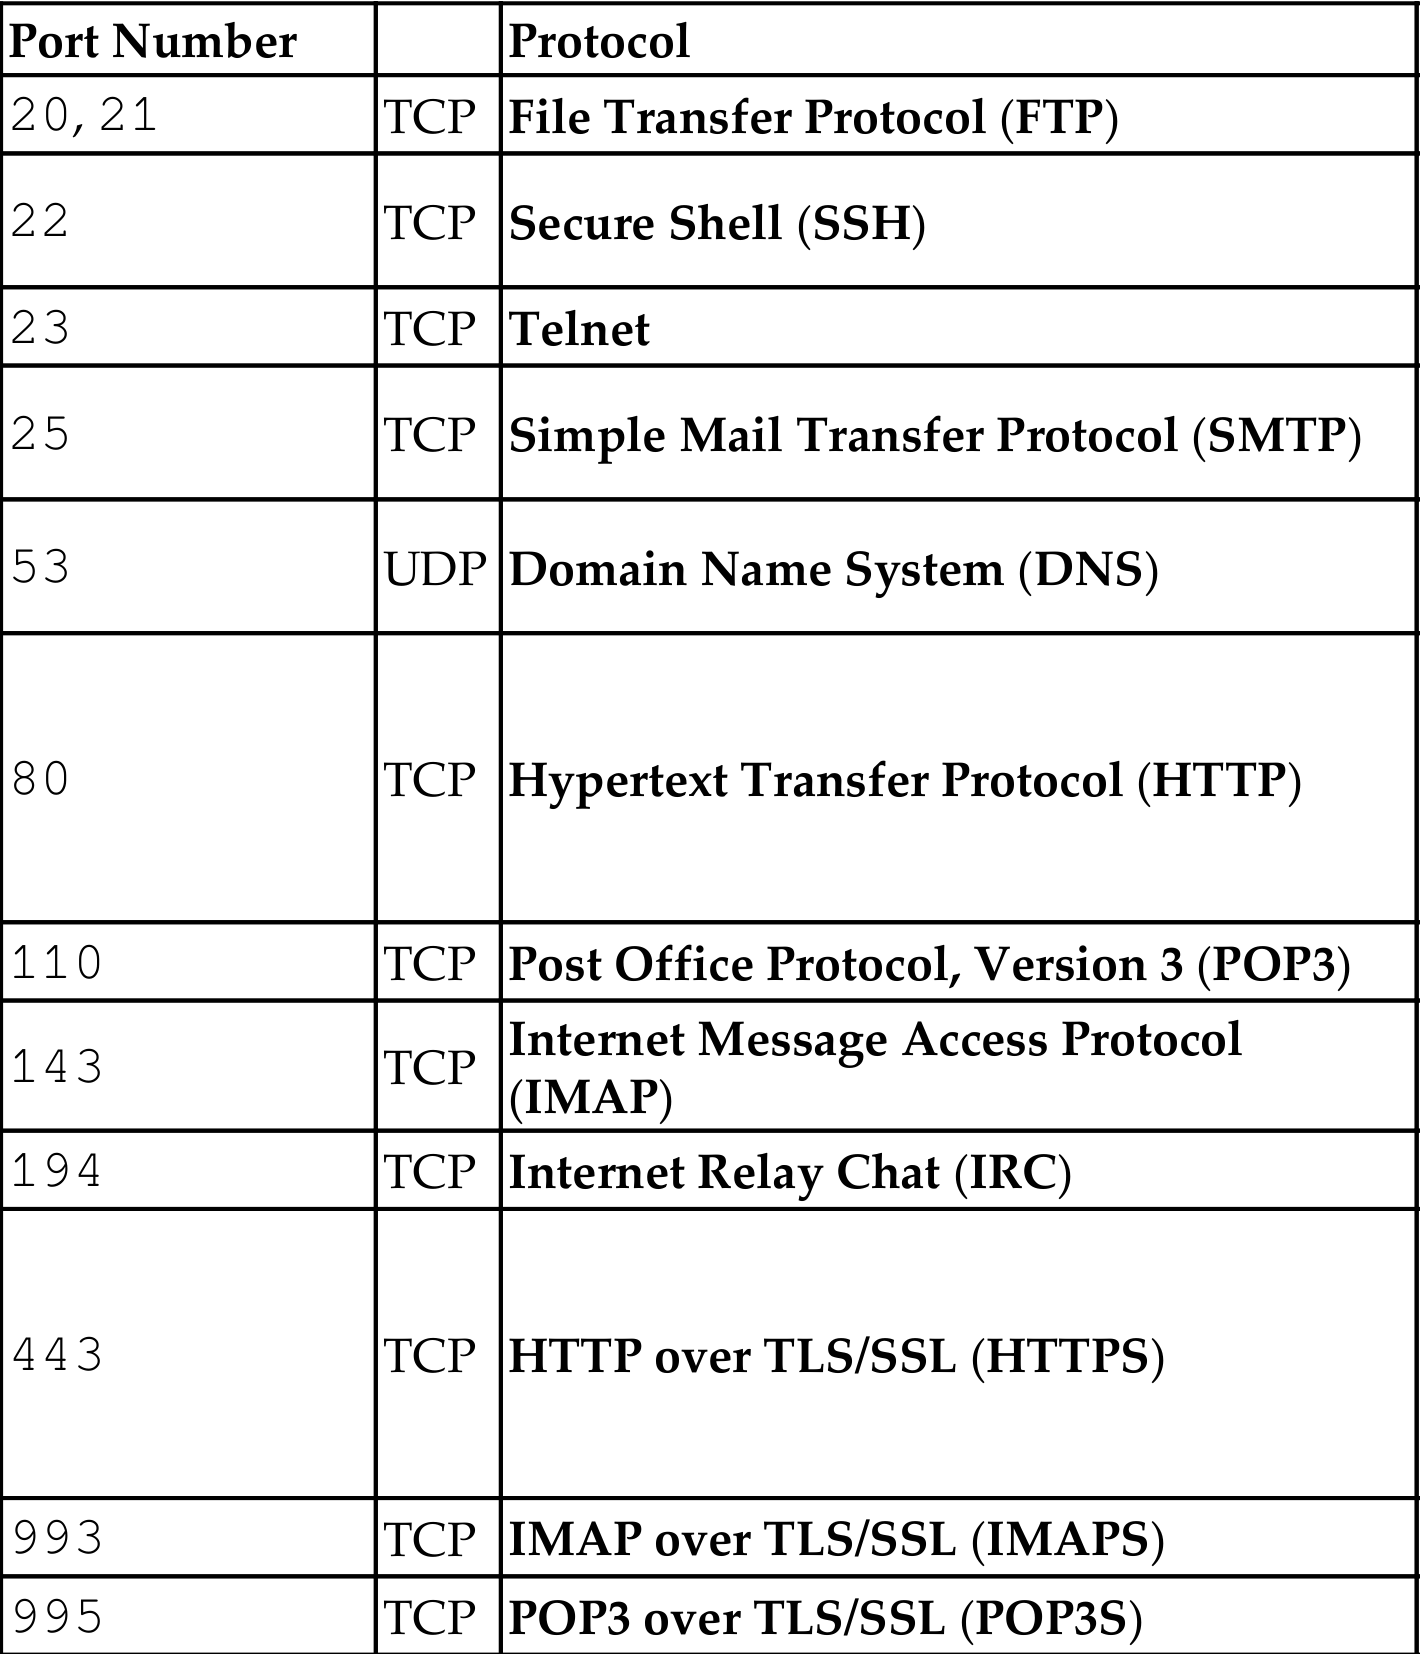 Port Number Protocol
20, 21 TCP File Transfer Protocol (FTP)
22 TCP Secure Shell (SSH)
23 TCP Telnet
25 TCP Simple Mail Transfer Protocol (SMTP)
53 UDP Domain Name System (DNS)
80 TCP Hypertext Transfer Protocol (HTTP)
110 TCP Post Office Protocol, Version 3 (POP3)
143 TCP Internet Message Access Protocol
(IMAP)
194 TCP Internet Relay Chat (IRC)
443 TCP HTTP over TLS/SSL (HTTPS)
993 TCP IMAP over TLS/SSL (IMAPS)
995 TCP POP3 over TLS/SSL (POP3S)